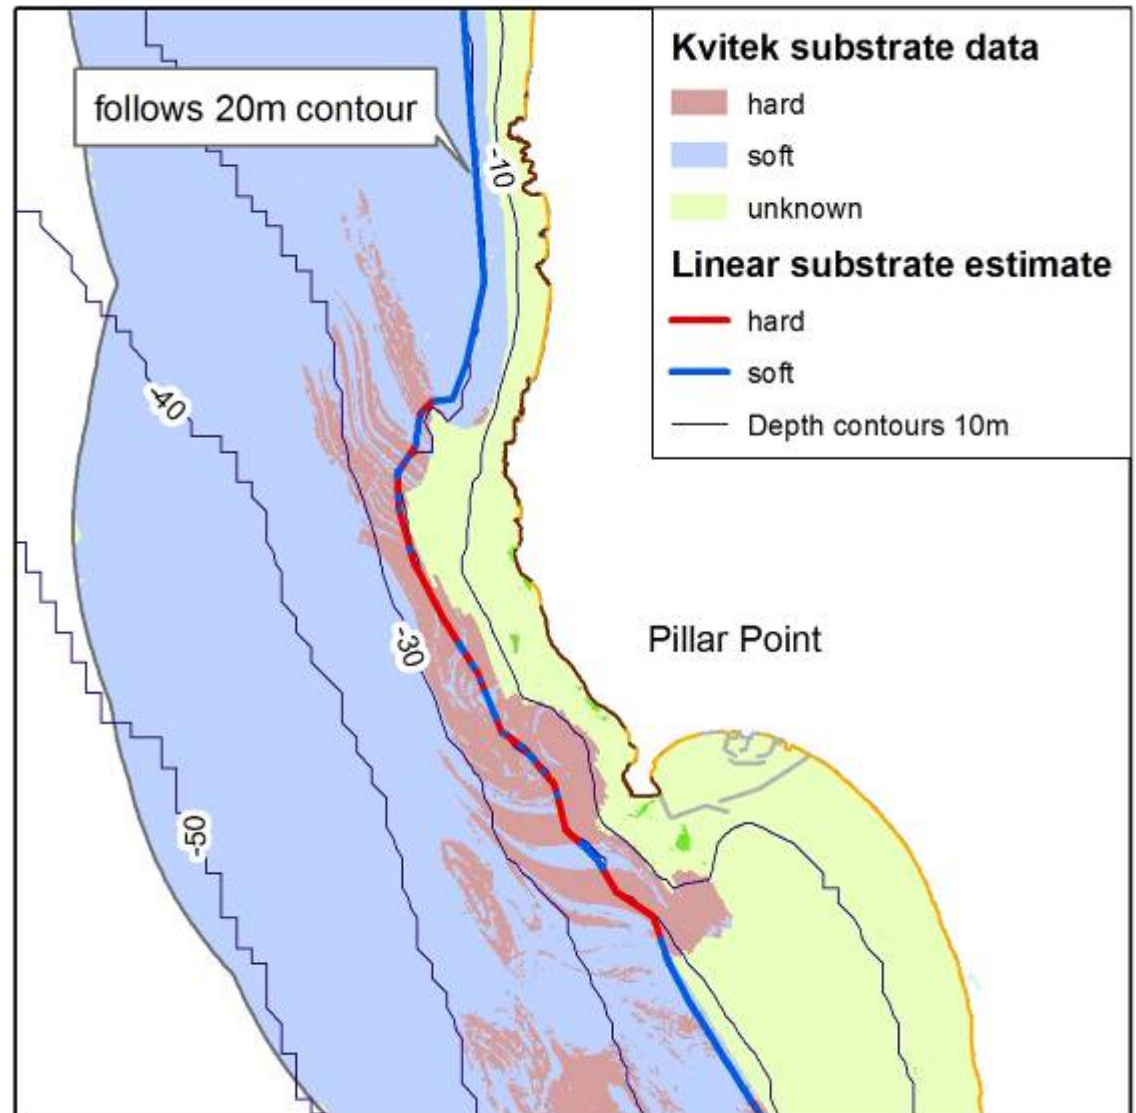 Kvitek substrate data
hard
soft
unknown
Linear substrate estimate
hard
soft
Depth contours 10m
follows 20m contour
-10
-40
-30
Pillar Point
-50